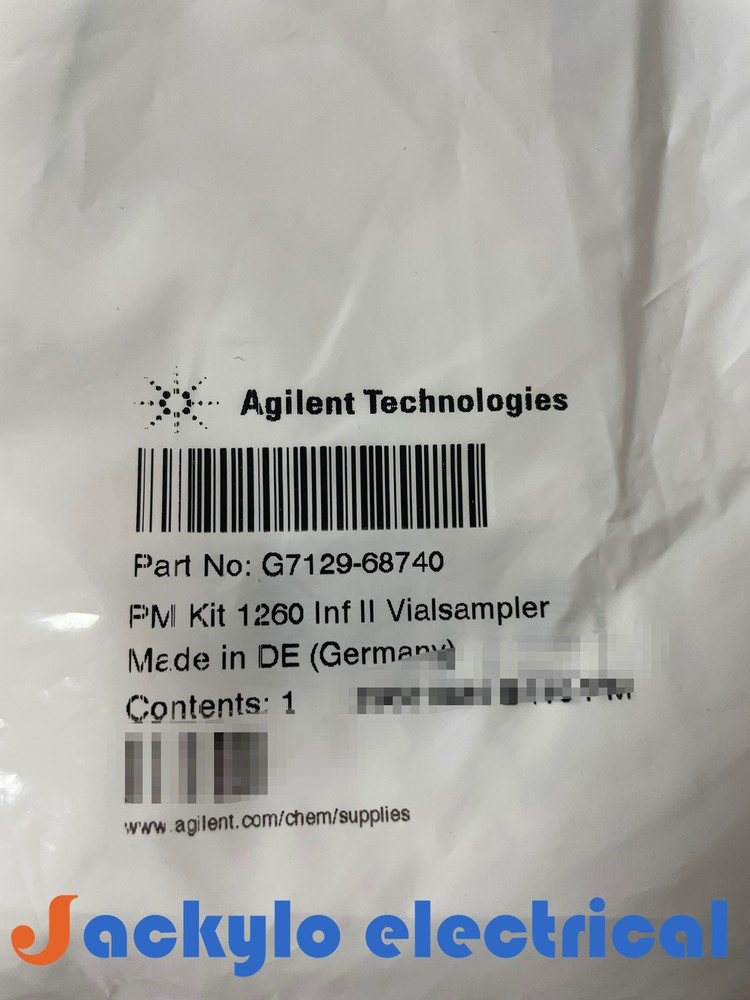 Agilent Technologies
Part No: G7129-68740
PM Kit 1260 Inf II Vialsampler
Made in DE (Germany)
Contents: 1
www.agilent.com/chem/supplies
Jackylo electrical